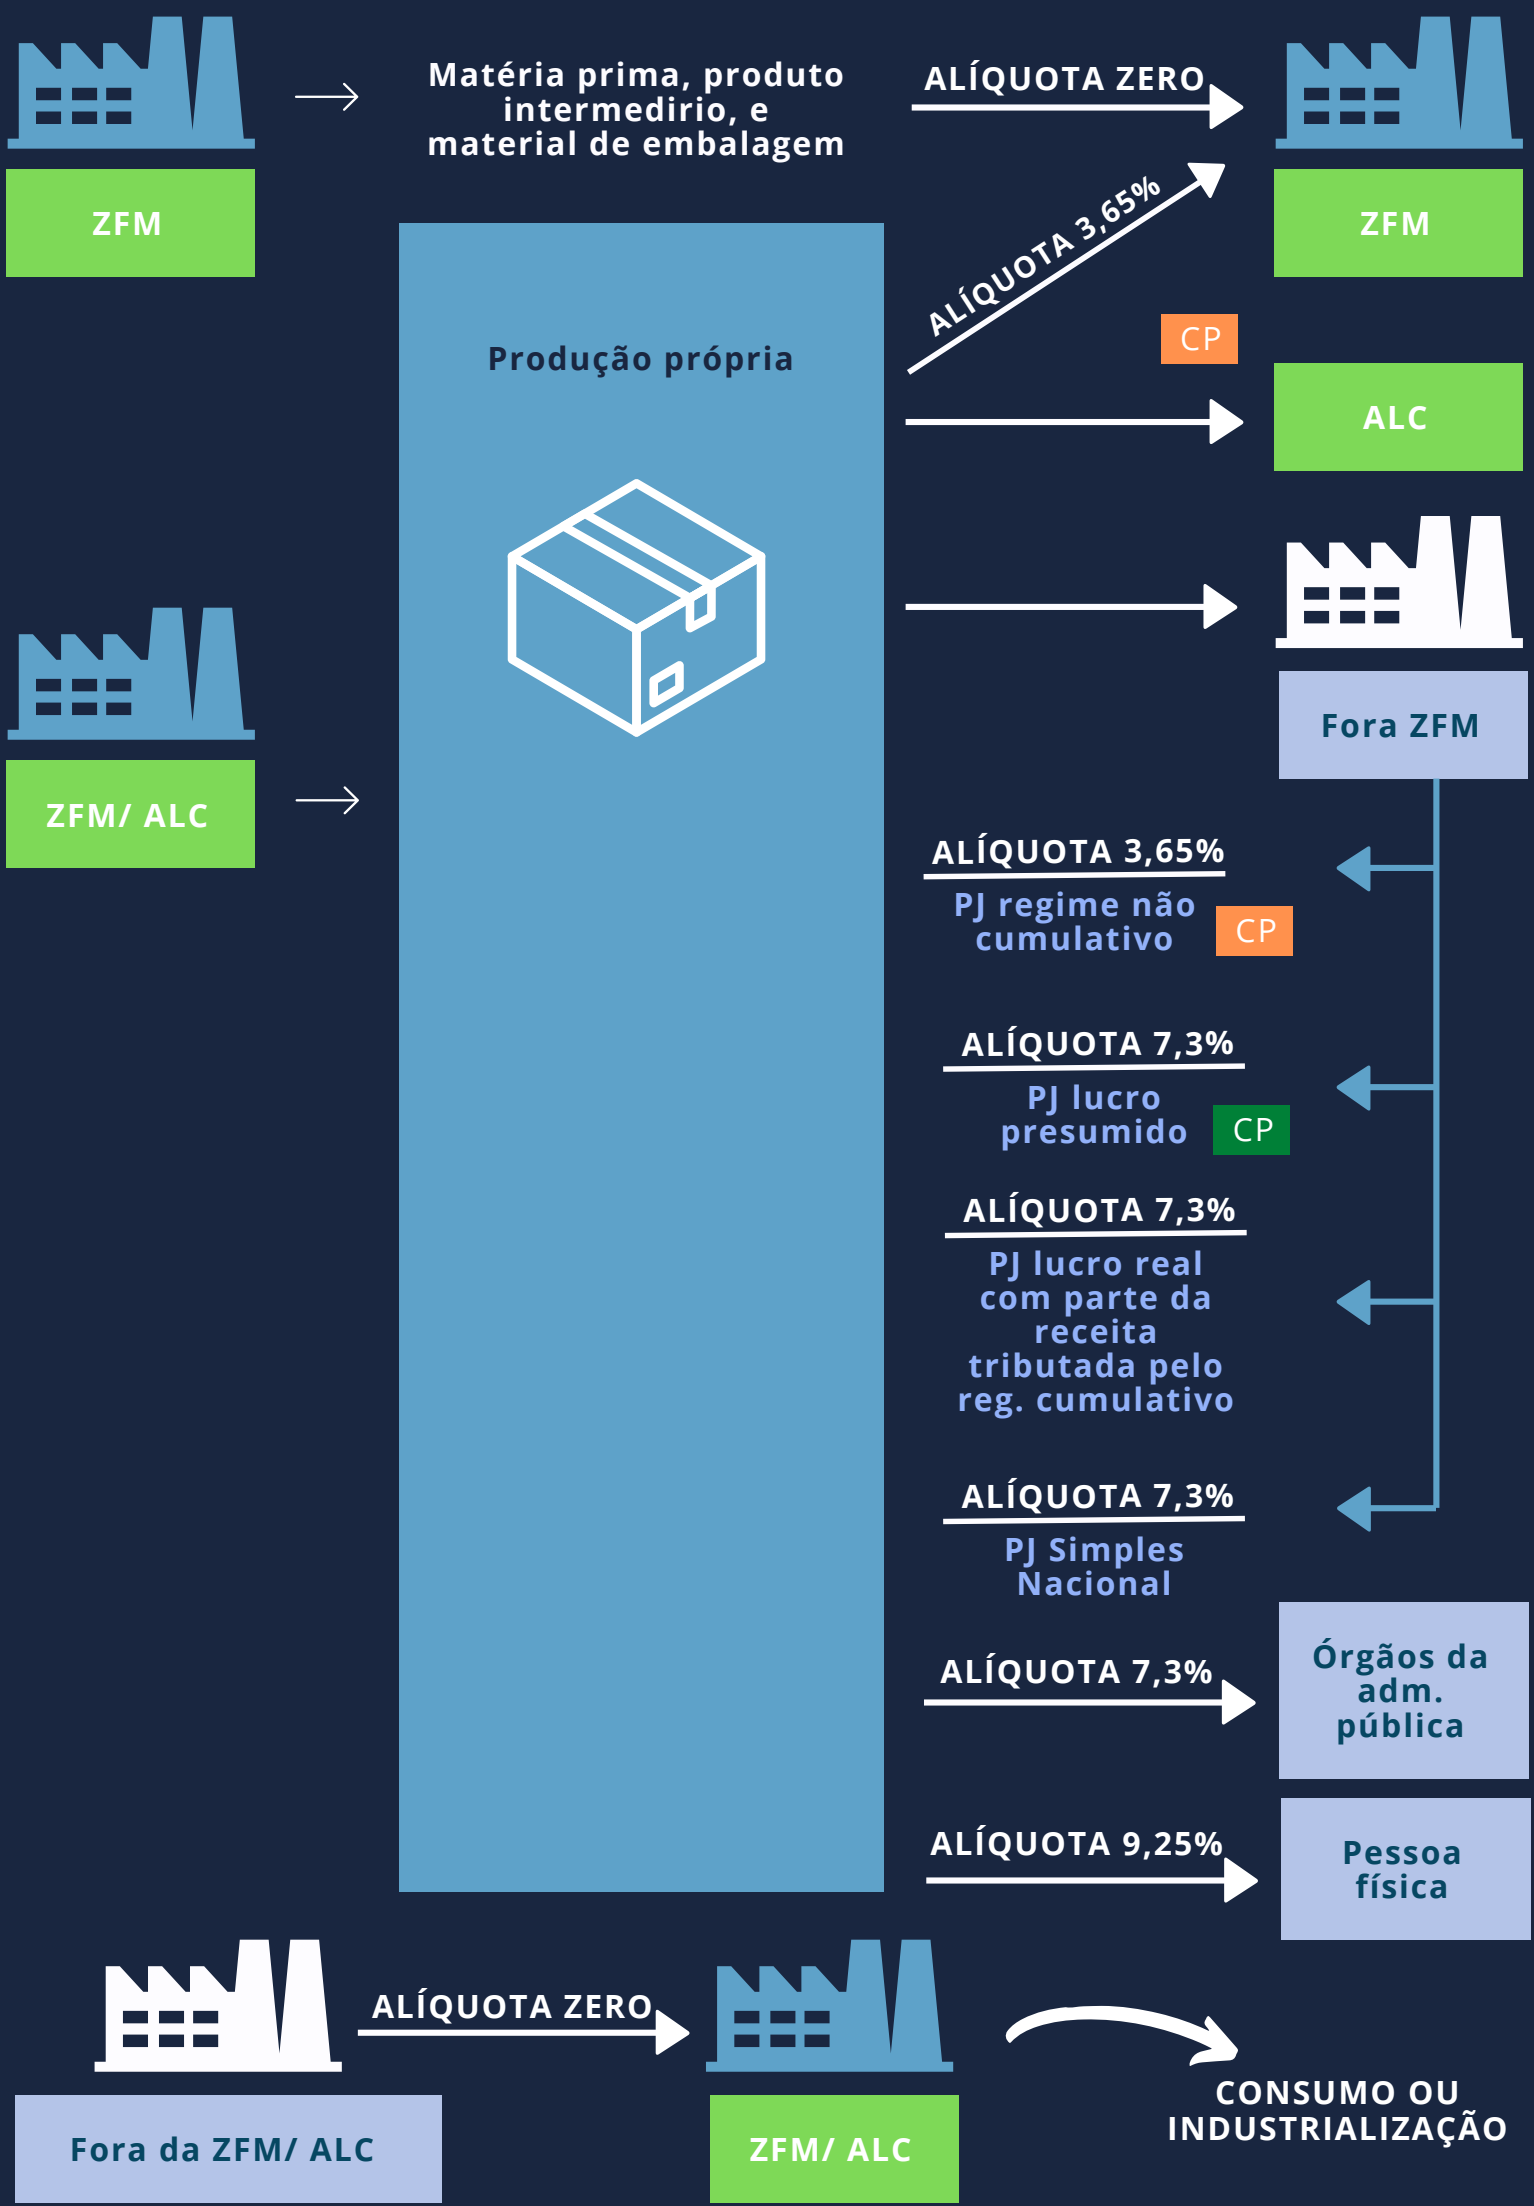 Matéria prima, produto
intermedirio, e
material de embalagem
ALÍQUOTA ZERO
ZFM
ZFM
ALÍQUOTA 3,65%
Produção própria
CP
ALC
Fora ZFM
ZFM/ ALC
ALÍQUOTA 3,65%
PJ regime não
cumulativo
CP
ALÍQUOTA 7,3%
PJ lucro
presumido
CP
ALÍQUOTA 7,3%
PJ lucro real
com parte da
receita
tributada pelo
reg. cumulativo
ALÍQUOTA 7,3%
PJ Simples
Nacional
ALÍQUOTA 7,3%
Órgãos da
adm.
pública
ALÍQUOTA 9,25%
Pessoa
física
ALÍQUOTA ZERO
Fora da ZFM/ ALC
ZFM/ ALC
CONSUMO OU
INDUSTRIALIZAÇÃO